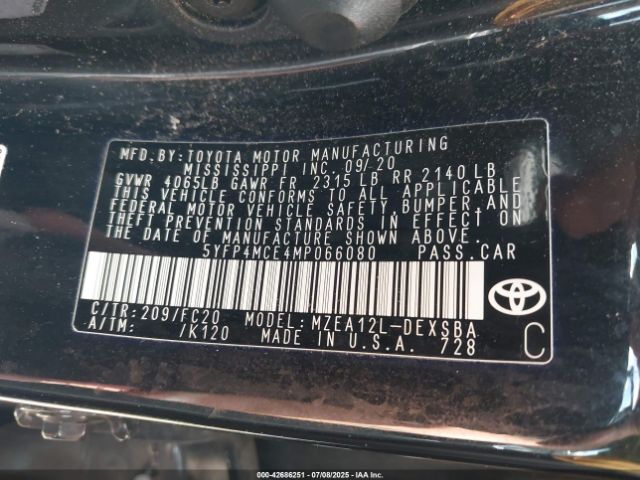 MFD. BY: TOYOTA MOTOR MANUFACTURING
MISSISSIPPI INC. 09/20
GVWR 4065LB GAWR FR. 2315 LB RR 2140 LB
THIS VEHICLE CONFORMS TO ALL APPLICABLE
FEDERAL MOTOR VEHICLE SAFETY, BUMPER, AND
THEFT PREVENTION STANDARDS IN EFFECT ON
THE DATE OF MANUFACTURE SHOWN ABOVE.
5YFP4MCE4MP066080 PASS. CAR
C/TR: 209/FC20 MODEL: MZEA12L-DEXSBA
A/TM: /K120 MADE IN U.S.A. 728
C
000-42686251 - 07/08/2025 - IAA Inc.(IAAI)